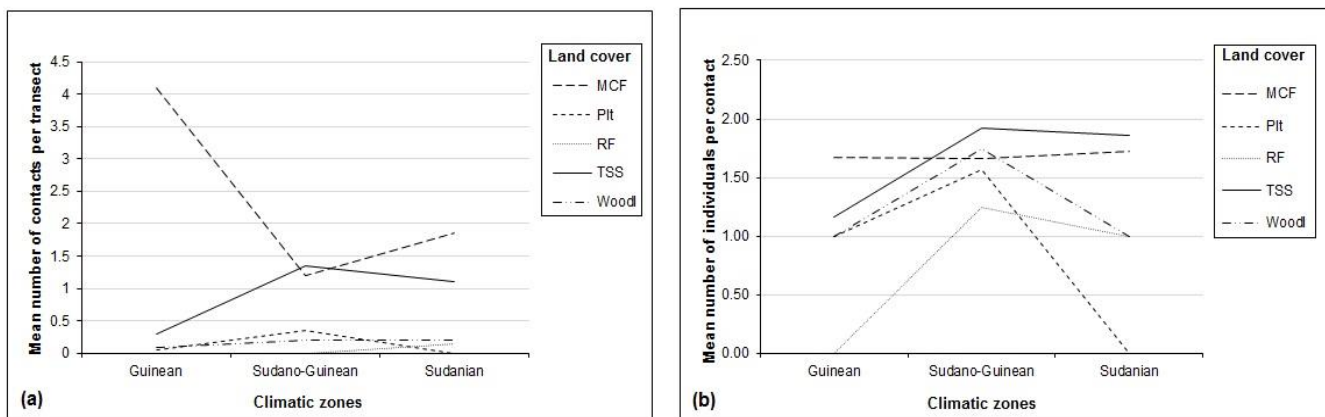 Mean number of contacts per transect
4.5
4
3.5
3
2.5
2
1.5
1
0.5
0
Guinean Sudano-Guinean Sudanian
Climatic zones
(a)
Land cover
MCF
Plt
RF
TSS
Woodl
Mean number of individuals per contact
2.50
2.00
1.50
1.00
0.50
0.00
Guinean Sudano-Guinean Sudanian
Climatic zones
(b)
Land cover
MCF
Plt
RF
TSS
Woodl